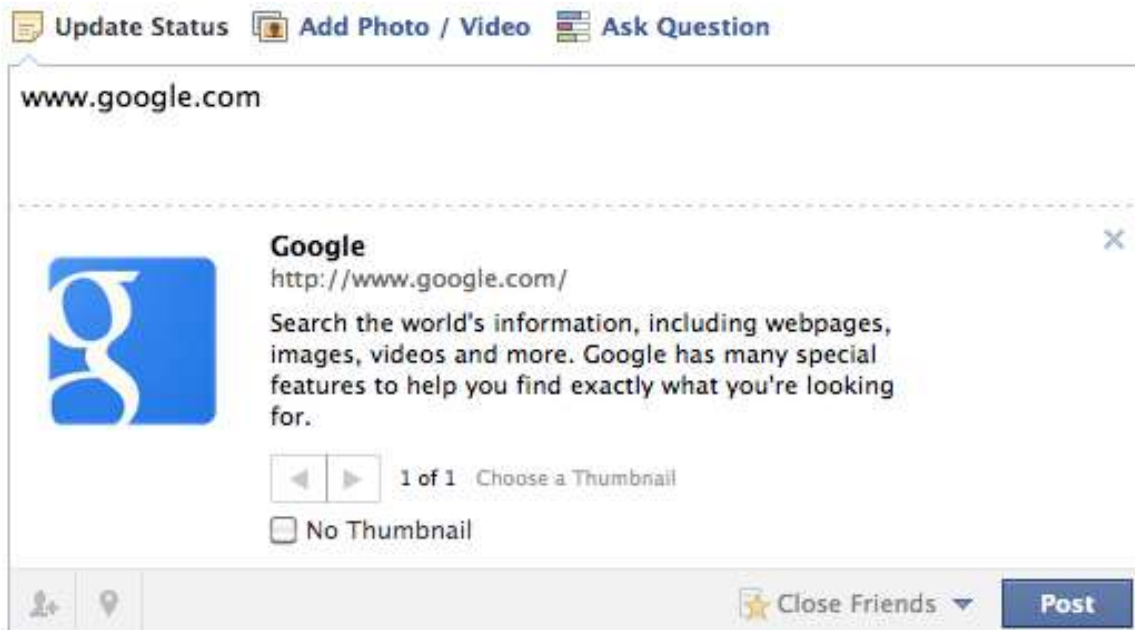 Update Status Add Photo / Video Ask Question
www.google.com
g
Google
http://www.google.com/
Search the world's information, including webpages,
images, videos and more. Google has many special
features to help you find exactly what you're looking
for.
1 of 1 Choose a Thumbnail
No Thumbnail
Close Friends Post